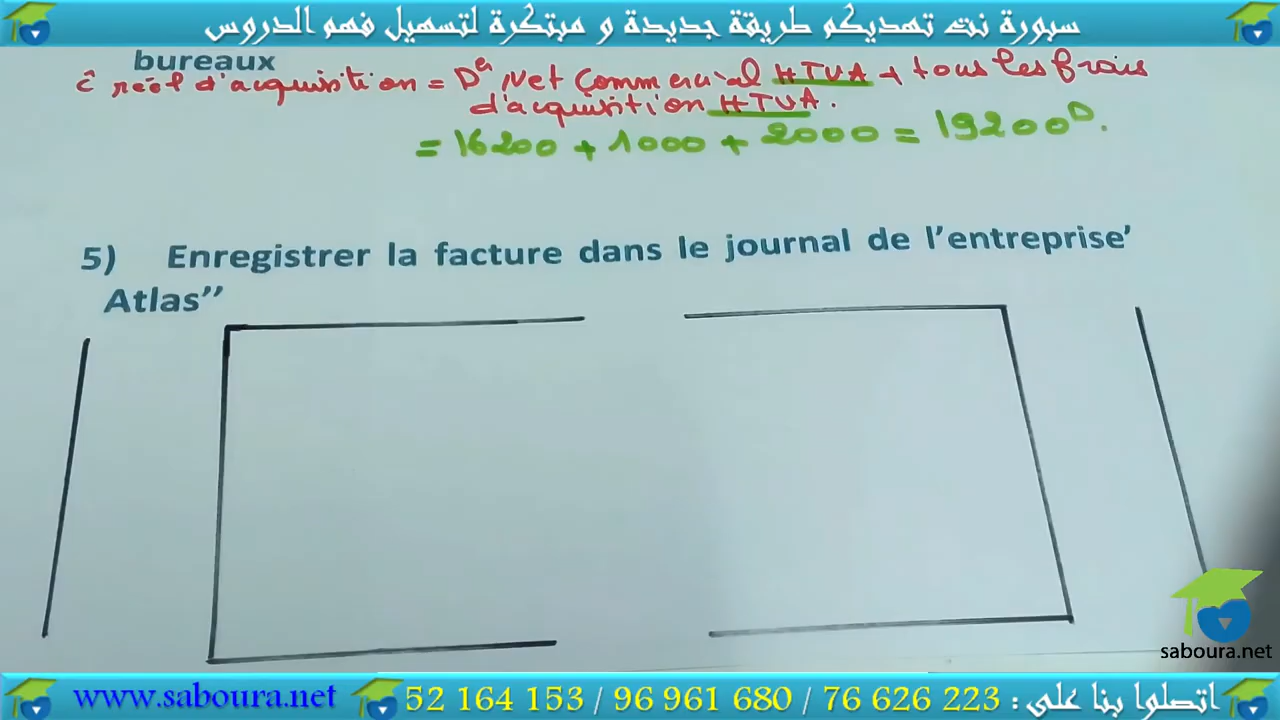 سبورة نت تهديكم طريقة جديدة و مبتكرة لتسهيل فهم الدروس
bureaux
c̄ réel d'acquisition = Dᵉʳ Net Commercial HTVA + tous les frais
d'acquisition HTVA.
= 16200 + 1000 + 2000 = 19200ᴰ.
5) Enregistrer la facture dans le journal de l'entreprise'
Atlas''
saboura.net
www.saboura.net 52 164 153 / 96 961 680 / 76 626 223 : اتصلوا بنا على